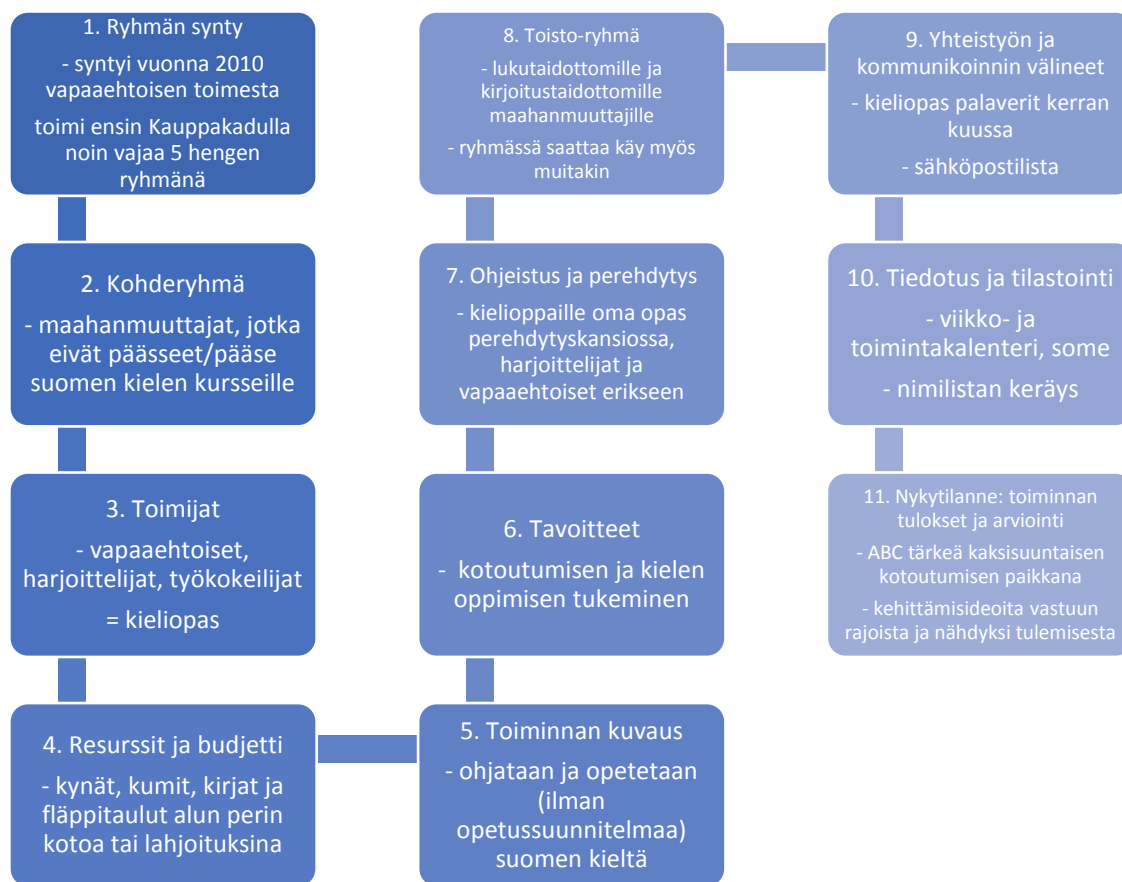 1. Ryhmän synty
- syntyi vuonna 2010
vapaaehtoisen toimesta
toimi ensin Kauppakadulla
noin vajaa 5 hengen
ryhmänä
2. Kohderyhmä
- maahanmuuttajat, jotka
eivät päässeet/pääse
suomen kielen kursseille
3. Toimijat
- vapaaehtoiset,
harjoittelijat, työkokeilijat
= kieliopas
4. Resurssit ja budjetti
- kynät, kumit, kirjat ja
fläppitaulut alun perin
kotoa tai lahjoituksina
5. Toiminnan kuvaus
- ohjataan ja opetetaan
(ilman
opetussuunnitelmaa)
suomen kieltä
6. Tavoitteet
- kotoutumisen ja kielen
oppimisen tukeminen
7. Ohjeistus ja perehdytys
- kielioppaille oma opas
perehdytyskansiossa,
harjoittelijat ja
vapaaehtoiset erikseen
8. Toisto-ryhmä
- lukutaidottomille ja
kirjoitustaidottomille
maahanmuuttajille
- ryhmässä saattaa käy myös
muitakin
9. Yhteistyön ja
kommunikoinnin välineet
- kieliopas palaverit kerran
kuussa
- sähköpostilista
10. Tiedotus ja tilastointi
- viikko- ja
toimintakalenteri, some
- nimilistan keräys
11. Nykytilanne: toiminnan
tulokset ja arviointi
- ABC tärkeä kaksisuuntaisen
kotoutumisen paikkana
- kehittämisideoita vastuun
rajoista ja nähdyksi tulemisesta